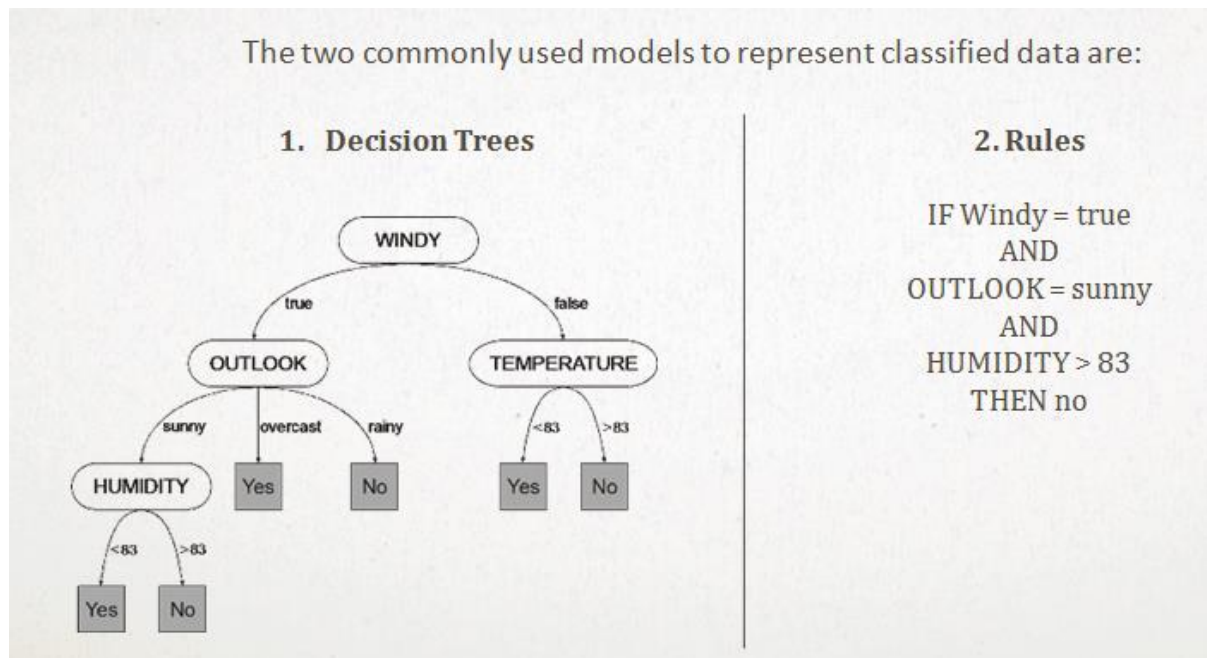 The two commonly used models to represent classified data are:
1. Decision Trees
WINDY
true
false
OUTLOOK
TEMPERATURE
sunny
overcast
rainy
<83
>83
HUMIDITY
Yes
No
Yes
No
<83
>83
Yes
No
2. Rules
IF Windy = true
AND
OUTLOOK = sunny
AND
HUMIDITY > 83
THEN no